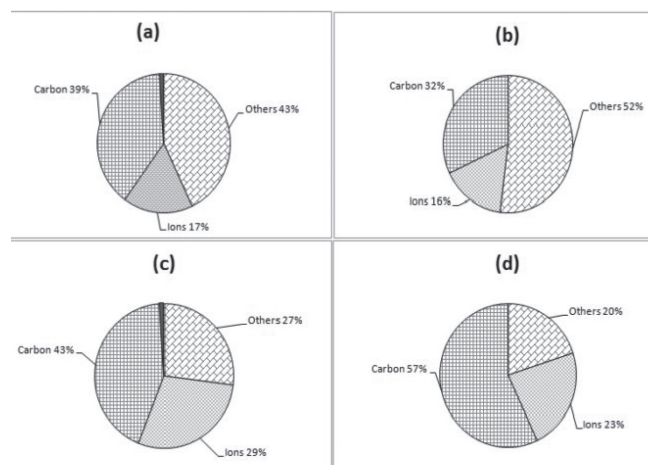 (a)
Carbon 39%
Others 43%
Ions 17%
(b)
Carbon 32%
Others 52%
Ions 16%
(c)
Others 27%
Carbon 43%
Ions 29%
(d)
Others 20%
Carbon 57%
Ions 23%